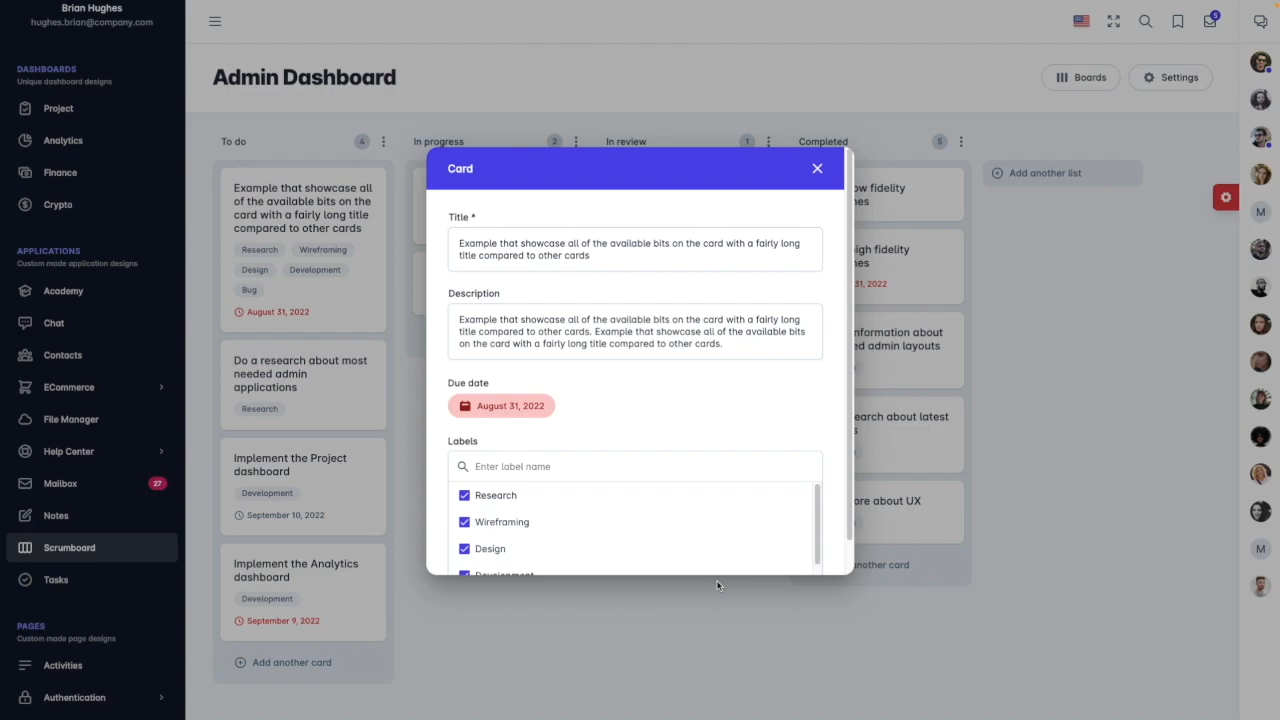 Brian Hughes
hughes.brian@company.com
DASHBOARDS
Unique dashboard designs
Project
Analytics
Finance
Crypto
APPLICATIONS
Custom made application designs
Academy
Chat
Contacts
ECommerce
File Manager
Help Center
Mailbox
27
Notes
Scrumboard
Tasks
PAGES
Custom made page designs
Activities
Authentication
5
Admin Dashboard
Boards
Settings
To do
4
Example that showcase all
of the available bits on the
card with a fairly long title
compared to other cards
Research
Wireframing
Design
Development
Bug
August 31, 2022
Do a research about most
needed admin
applications
Research
Implement the Project
dashboard
Development
September 10, 2022
Implement the Analytics
dashboard
Development
September 9, 2022
Add another card
In progress
2
In review
1
Completed
5
ow fidelity
nes
high fidelity
nes
31, 2022
nformation about
ed admin layouts
earch about latest
s
ore about UX
nother card
Add another list
Card
Title *
Example that showcase all of the available bits on the card with a fairly long
title compared to other cards
Description
Example that showcase all of the available bits on the card with a fairly long
title compared to other cards. Example that showcase all of the available bits
on the card with a fairly long title compared to other cards.
Due date
August 31, 2022
Labels
Enter label name
Research
Wireframing
Design
Development
M
M